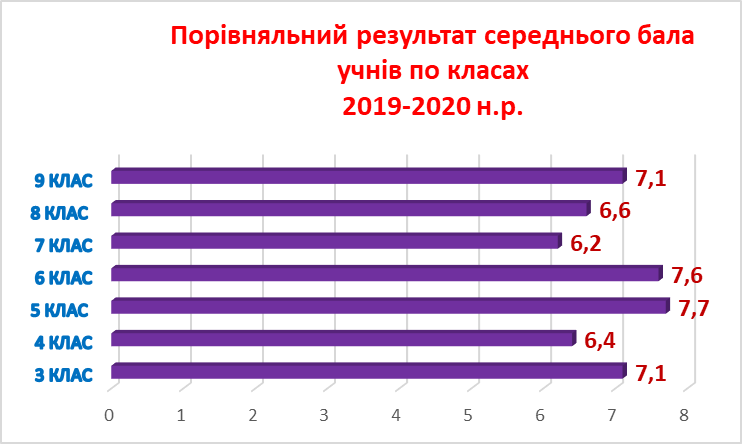 Порівняльний результат середнього бала
учнів по класах
2019-2020 н.р.
9 КЛАС 7,1
8 КЛАС 6,6
7 КЛАС 6,2
6 КЛАС 7,6
5 КЛАС 7,7
4 КЛАС 6,4
3 КЛАС 7,1
0 1 2 3 4 5 6 7 8